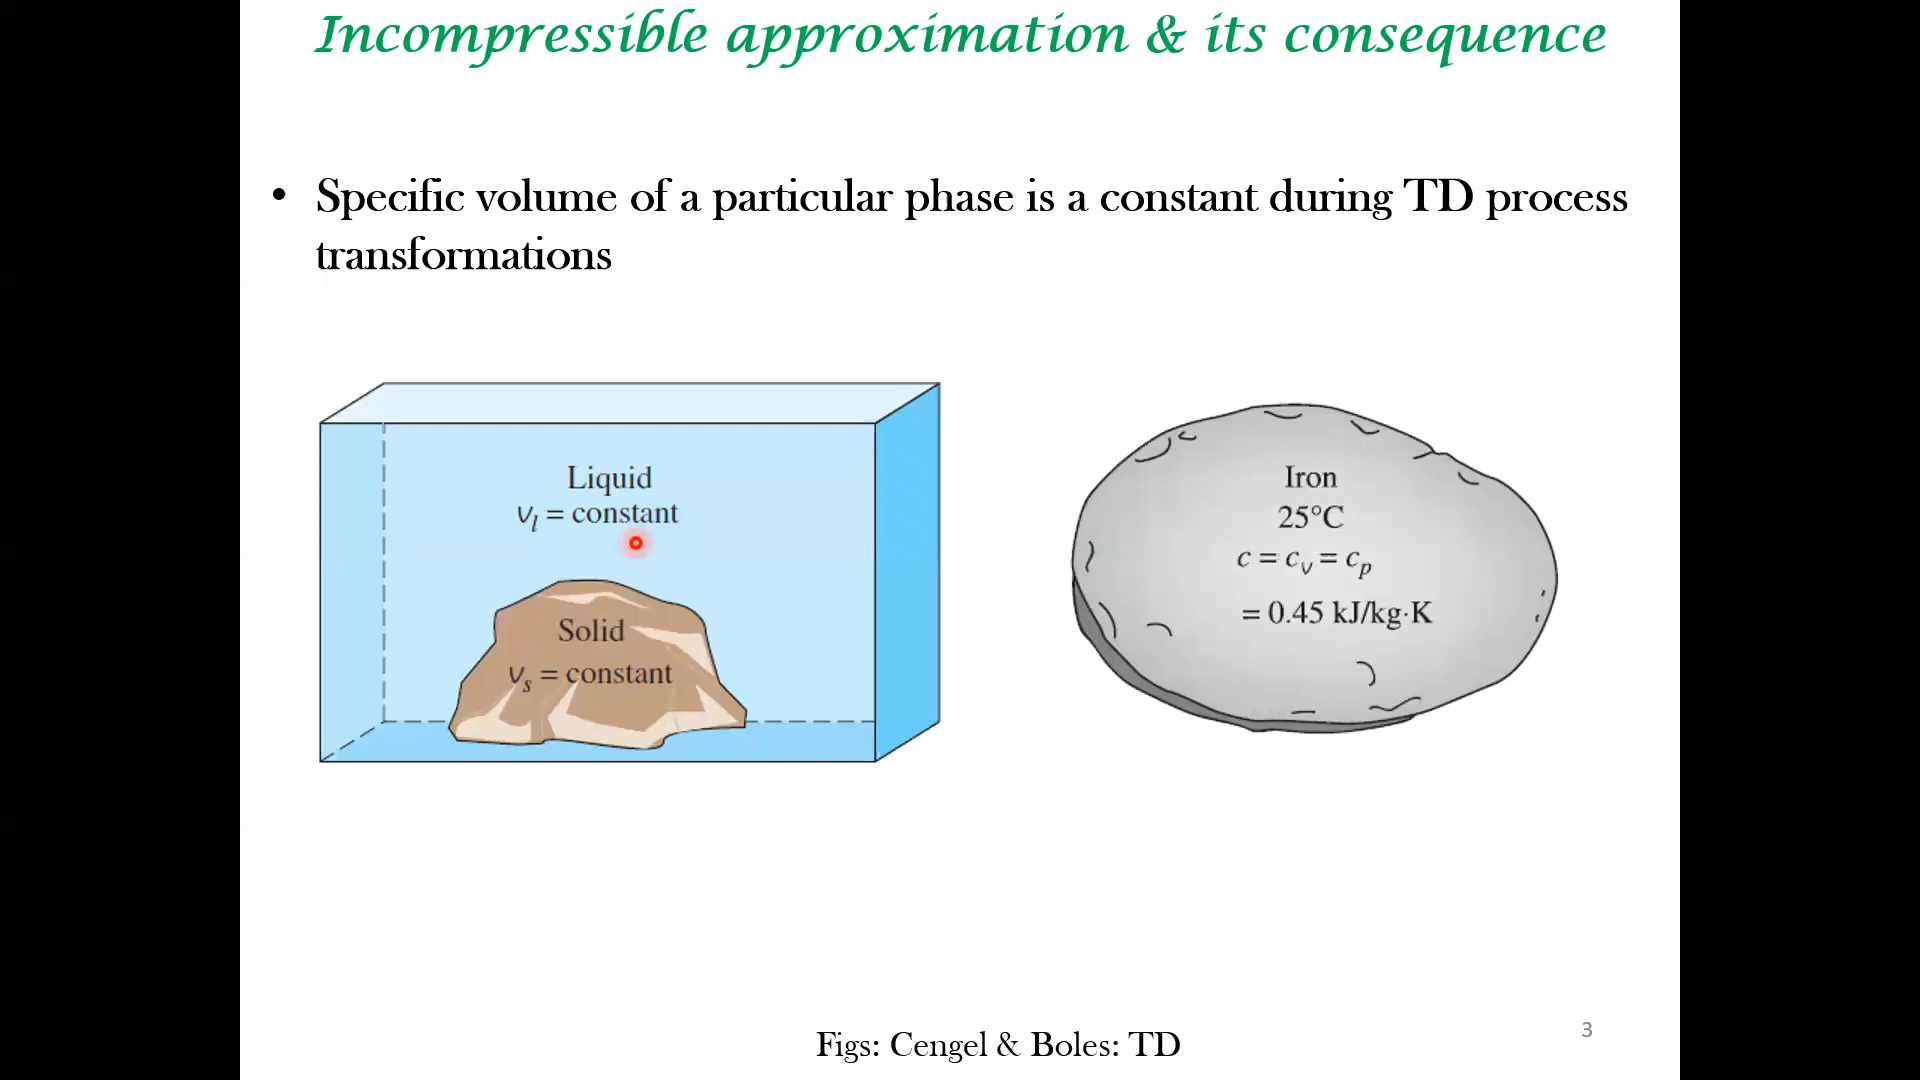 Incompressible approximation & its consequence
• Specific volume of a particular phase is a constant during TD process
transformations
Liquid
v_l = constant
Solid
v_s = constant
Iron
25°C
c = c_v = c_p
= 0.45 kJ/kg·K
Figs: Cengel & Boles: TD
3